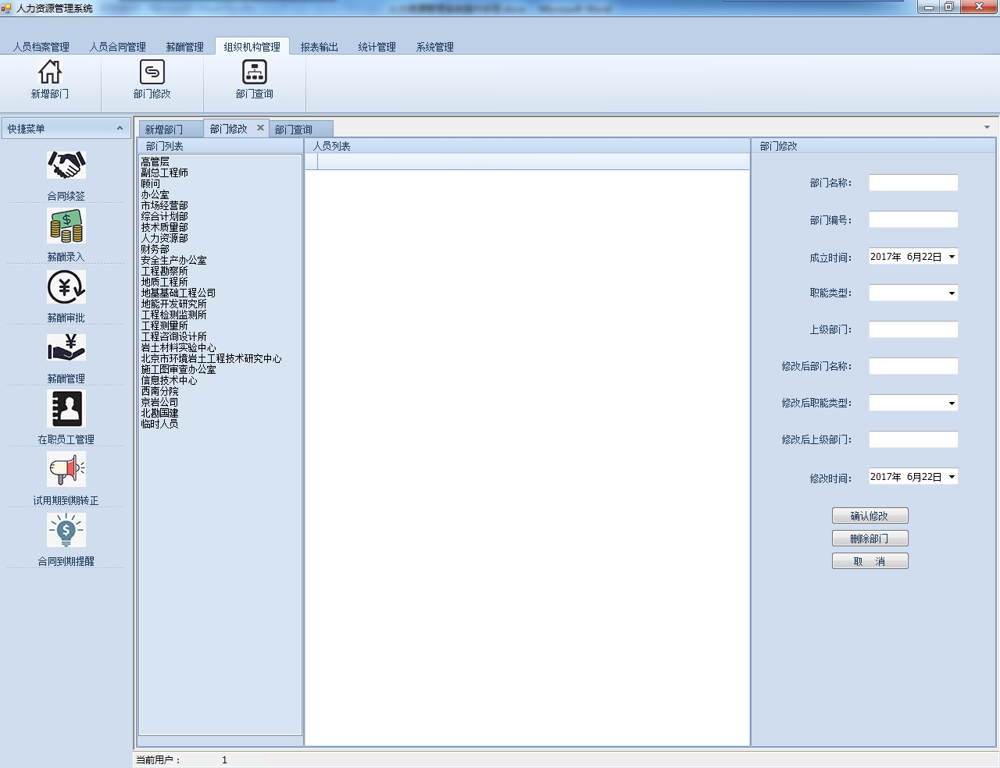 人力资源管理系统
人员档案管理 人员合同管理 薪酬管理 组织机构管理 报表输出 统计管理 系统管理
新增部门 部门修改 部门查询
快捷菜单
合同续签
薪酬录入
薪酬审批
薪酬管理
在职员工管理
试用期到期转正
合同到期提醒
新增部门 部门修改 部门查询
部门列表
高管层
副总工程师
顾问
办公室
市场经营部
综合计划部
技术质量部
人力资源部
财务部
安全生产办公室
工程勘察所
地质工程所
地基基础工程公司
地能开发研究所
工程检测监测所
工程测量所
工程咨询设计所
岩土材料实验中心
北京市环境岩土工程技术研究中心
施工图审查办公室
信息技术中心
西南分院
京岩公司
北勘国建
临时人员
人员列表
部门修改
部门名称：
部门编号：
成立时间： 2017年 6月22日
职能类型：
上级部门：
修改后部门名称：
修改后职能类型：
修改后上级部门：
修改时间： 2017年 6月22日
确认修改
删除部门
取 消
当前用户： 1